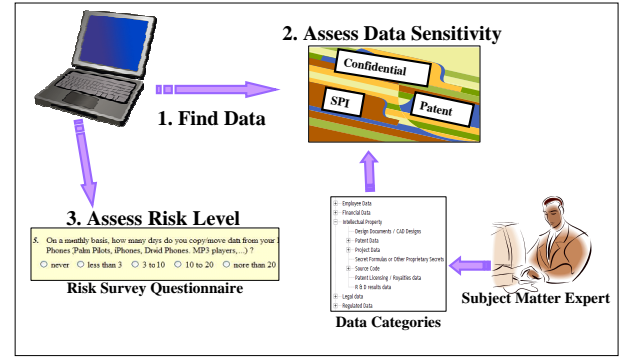 2. Assess Data Sensitivity
Confidential
SPI
Patent
1. Find Data
3. Assess Risk Level
5. On a monthly basis, how many days do you copy/move data from your
Phones (Palm Pilots, iPhones, Droid Phones. MP3 players,...) ?
never less than 3 3 to 10 10 to 20 more than 20
Risk Survey Questionnaire
Employee Data
Financial Data
Intellectual Property
Design Documents / CAD Designs
Patent Data
Project Data
Secret Formulas or Other Proprietary Secrets
Source Code
Patent Licensing / Royalties data
R & D results data
Legal data
Regulated Data
Data Categories
Subject Matter Expert